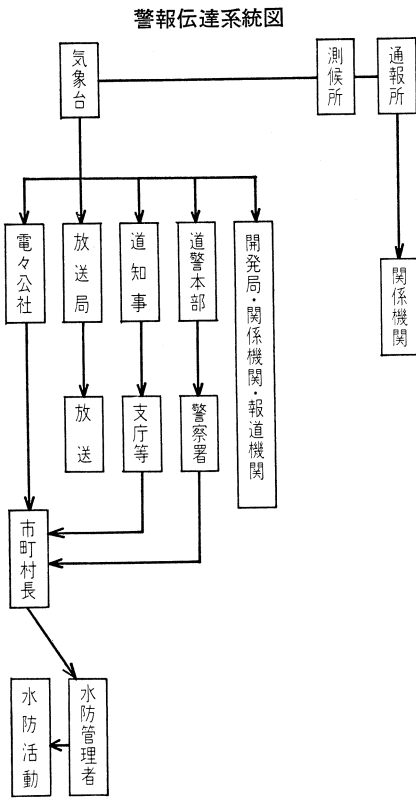 警報伝達系統図
気象台
測候所
通報所
電々公社
放送局
道知事
道警本部
開発局・関係機関・報道機関
関係機関
放送
支庁等
警察署
市町村長
水防管理者
水防活動